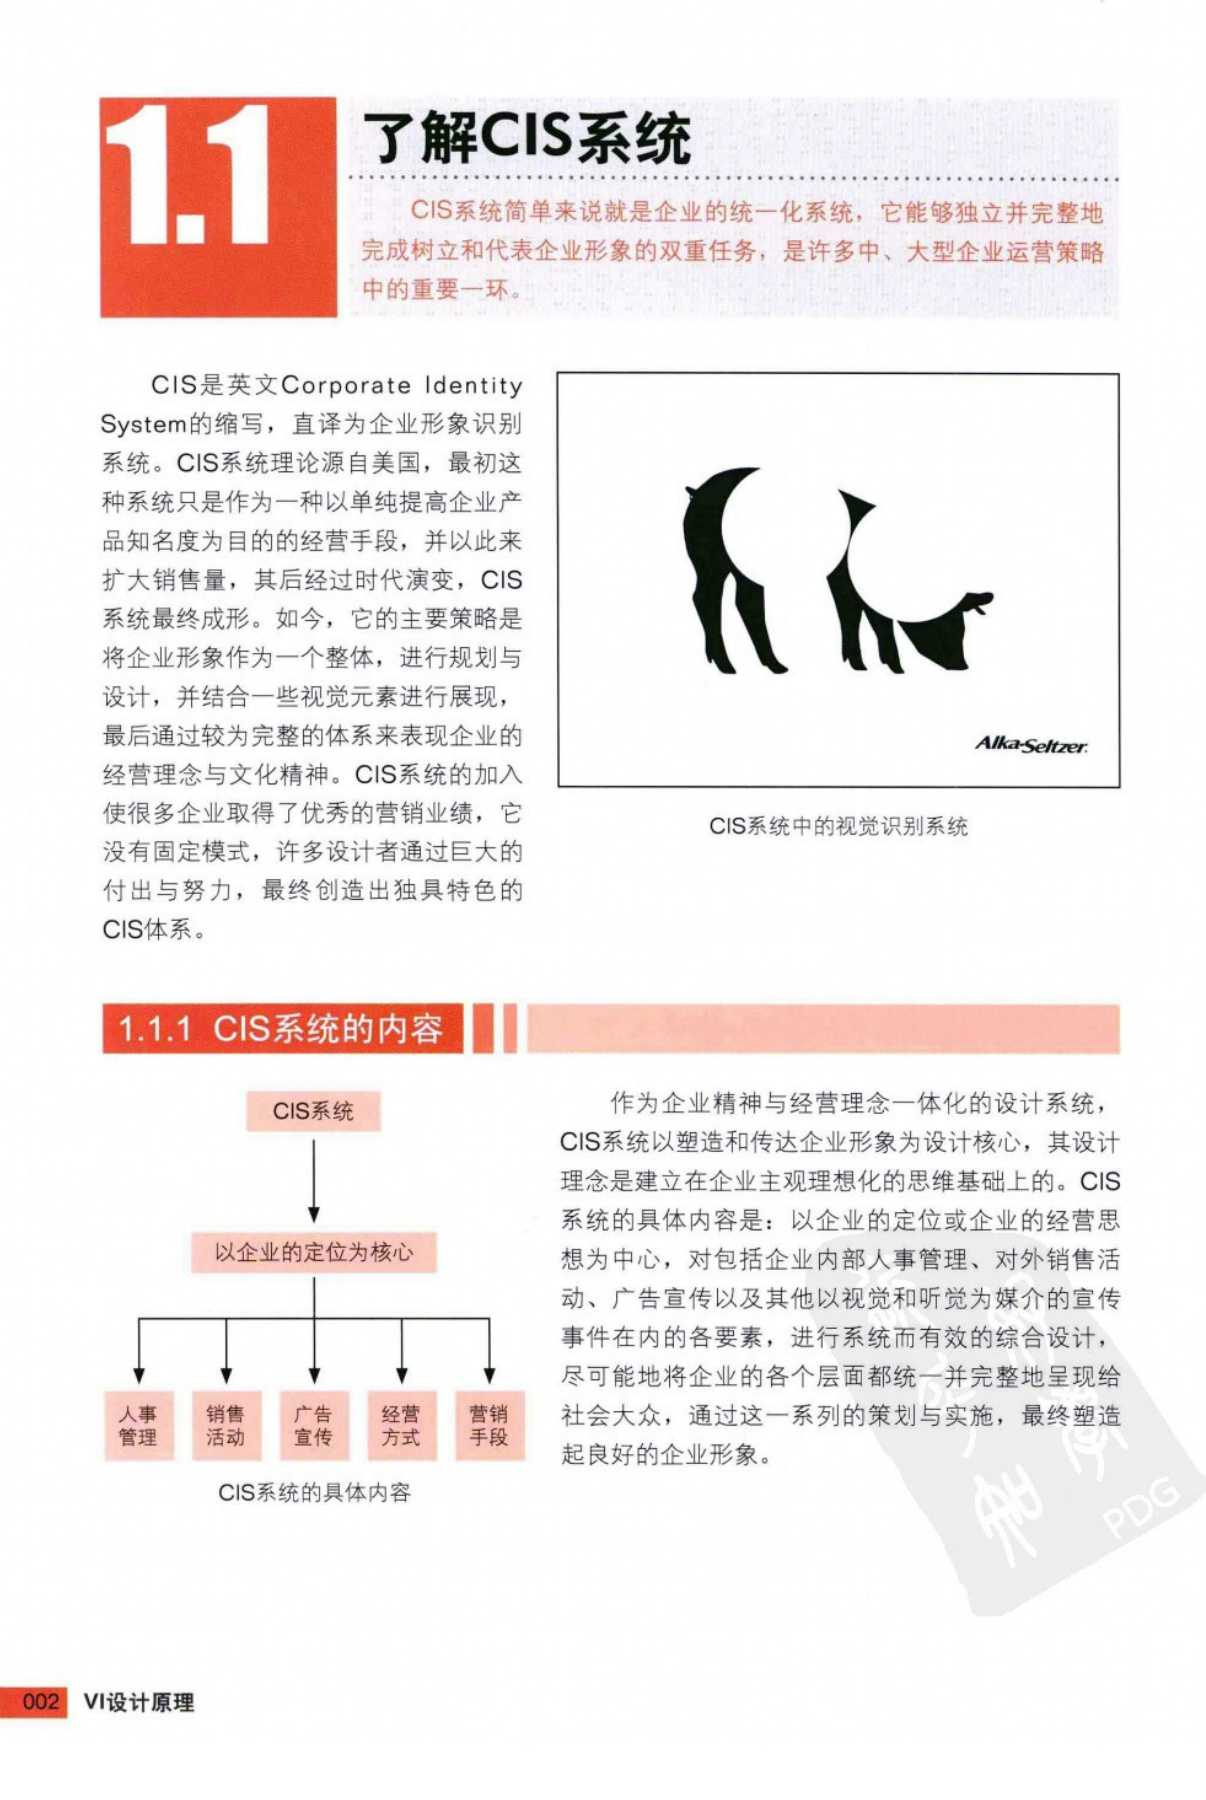 1.1
了解CIS系统
CIS系统简单来说就是企业的统一化系统，它能够独立并完整地
完成树立和代表企业形象的双重任务，是许多中、大型企业运营策略
中的重要一环。
CIS是英文Corporate Identity
System的缩写，直译为企业形象识别
系统。CIS系统理论源自美国，最初这
种系统只是作为一种以单纯提高企业产
品知名度为目的的经营手段，并以此来
扩大销售量，其后经过时代演变，CIS
系统最终成形。如今，它的主要策略是
将企业形象作为一个整体，进行规划与
设计，并结合一些视觉元素进行展现，
最后通过较为完整的体系来表现企业的
经营理念与文化精神。CIS系统的加入
使很多企业取得了优秀的营销业绩，它
没有固定模式，许多设计者通过巨大的
付出与努力，最终创造出独具特色的
CIS体系。
Alka-Seltzer.
CIS系统中的视觉识别系统
1.1.1 CIS系统的内容
CIS系统
以企业的定位为核心
人事
管理
销售
活动
广告
宣传
经营
方式
营销
手段
CIS系统的具体内容
作为企业精神与经营理念一体化的设计系统，
CIS系统以塑造和传达企业形象为设计核心，其设计
理念是建立在企业主观理想化的思维基础上的。CIS
系统的具体内容是：以企业的定位或企业的经营思
想为中心，对包括企业内部人事管理、对外销售活
动、广告宣传以及其他以视觉和听觉为媒介的宣传
事件在内的各要素，进行系统而有效的综合设计，
尽可能地将企业的各个层面都统一并完整地呈现给
社会大众，通过这一系列的策划与实施，最终塑造
起良好的企业形象。
PDG
002 VI设计原理